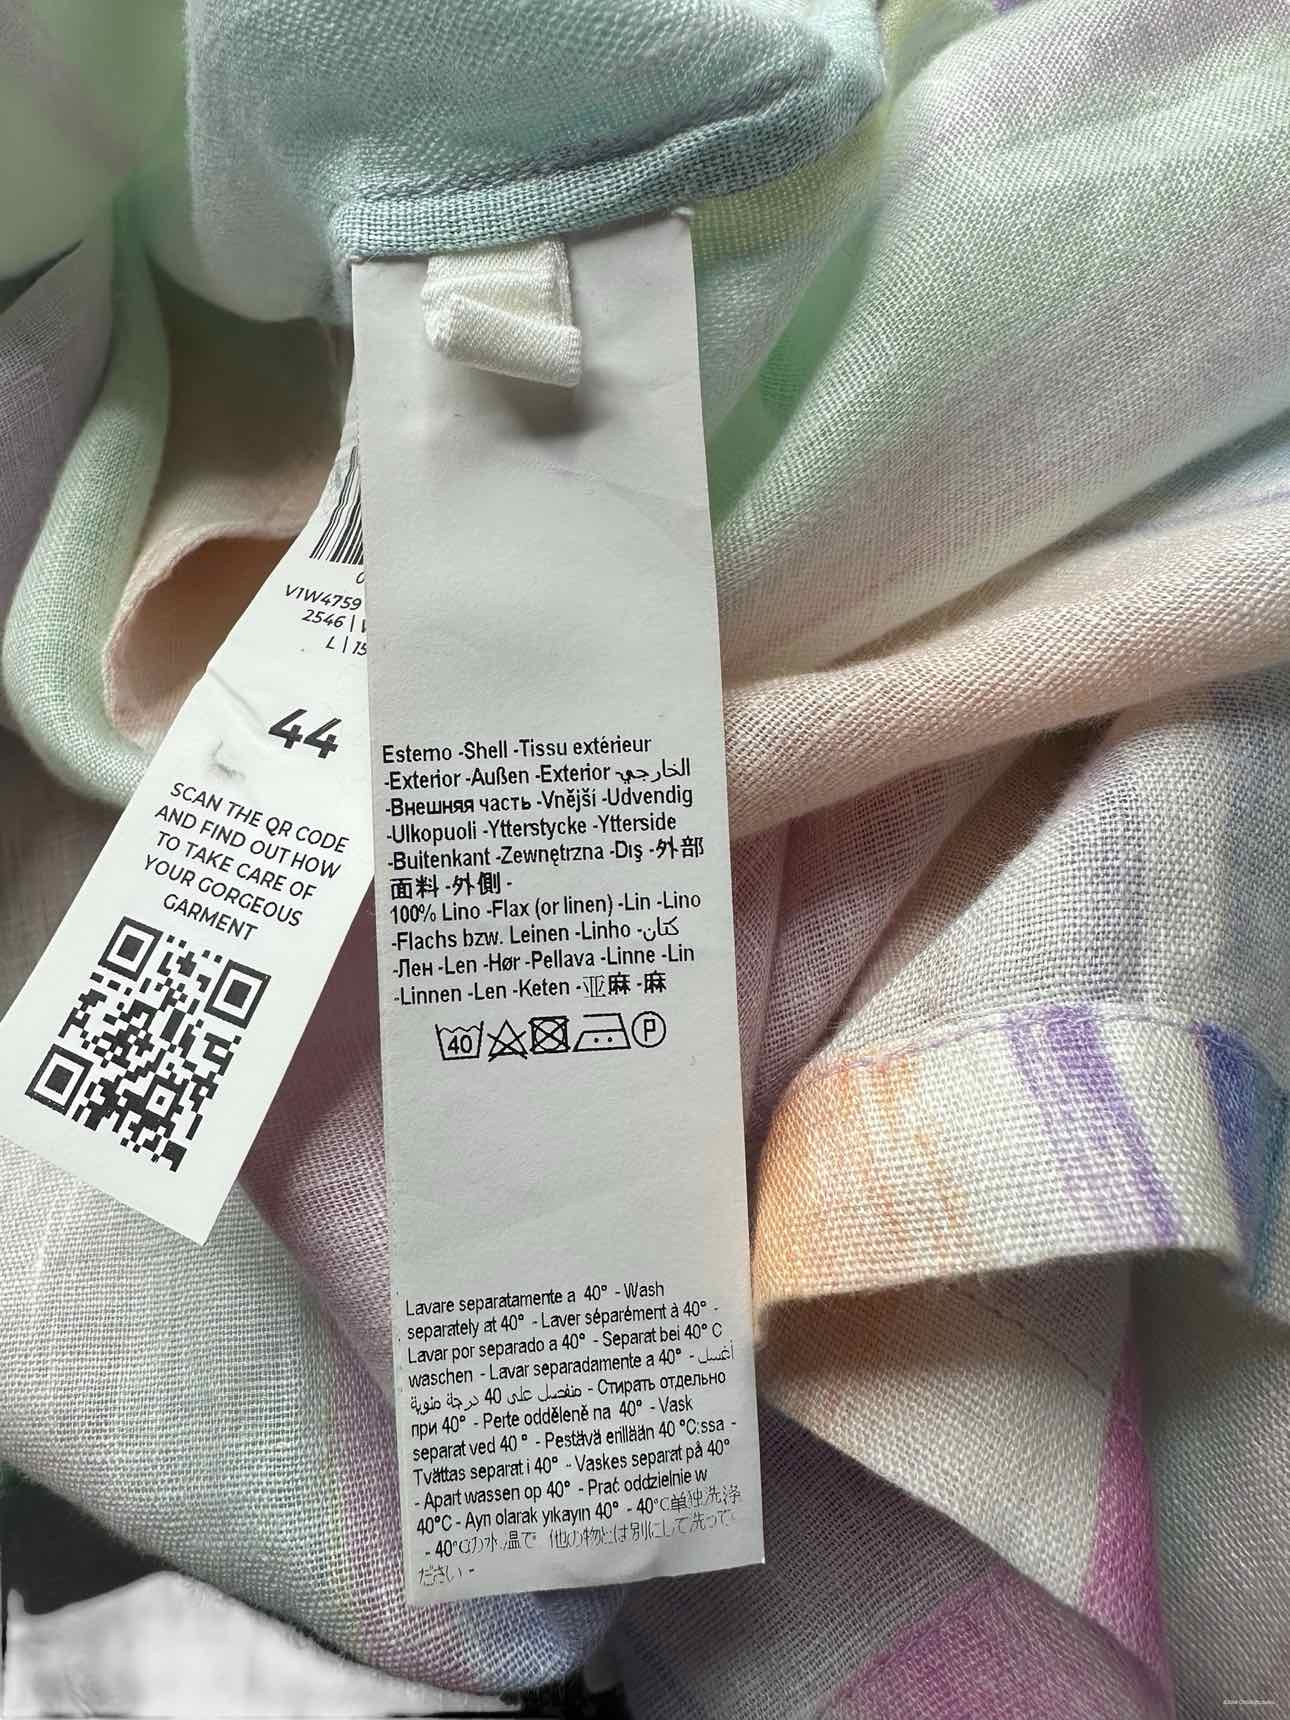 V1W4759
2546 |
L | 15
44
SCAN THE QR CODE
AND FIND OUT HOW
TO TAKE CARE OF
YOUR GORGEOUS
GARMENT
Esterno -Shell -Tissu extérieur
-Exterior -Außen -Exterior الخارجي
-Внешняя часть -Vnější -Udvendig
-Ulkopuoli -Ytterstycke -Ytterside
-Buitenkant -Zewnętrzna -Dış -外部
面料 -外側 -
100% Lino -Flax (or linen) -Lin -Lino
-Flachs bzw. Leinen -Linho -كتان
-Лен -Len -Hør -Pellava -Linne -Lin
-Linnen -Len -Keten -亚麻 -麻
40 P
Lavare separatamente a 40° - Wash
separately at 40° - Laver séparément à 40° -
Lavar por separado a 40° - Separat bei 40° C
waschen - Lavar separadamente a 40° - اغسل
منفصل على 40 درجة مئوية - Стирать отдельно
при 40° - Perte odděleně na 40° - Vask
separat ved 40 ° - Pestävä erillään 40 °C:ssa -
Tvättas separat i 40° - Vaskes separat på 40°
- Apart wassen op 40° - Prać oddzielnie w
40°C - Ayn olarak yıkayın 40° - 40°C单独洗涤
- 40°Cの水温で 他の物とは別にして洗って
ださい -